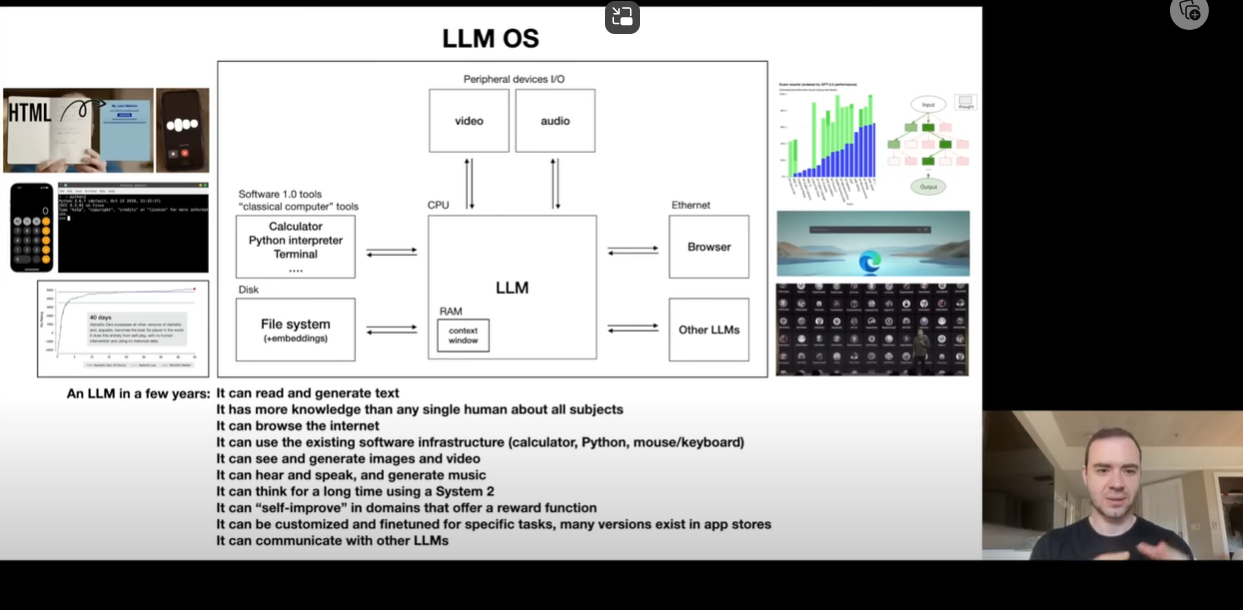 LLM OS
Peripheral devices I/O
video
audio
HTML
Software 1.0 tools
"classical computer" tools
CPU
Ethernet
Calculator
Python interpreter
Terminal
....
Browser
LLM
Disk
RAM
File system
(+embeddings)
context
window
Other LLMs
Input
thought
Output
0
40 days
An LLM in a few years:
It can read and generate text
It has more knowledge than any single human about all subjects
It can browse the internet
It can use the existing software infrastructure (calculator, Python, mouse/keyboard)
It can see and generate images and video
It can hear and speak, and generate music
It can think for a long time using a System 2
It can “self-improve” in domains that offer a reward function
It can be customized and finetuned for specific tasks, many versions exist in app stores
It can communicate with other LLMs